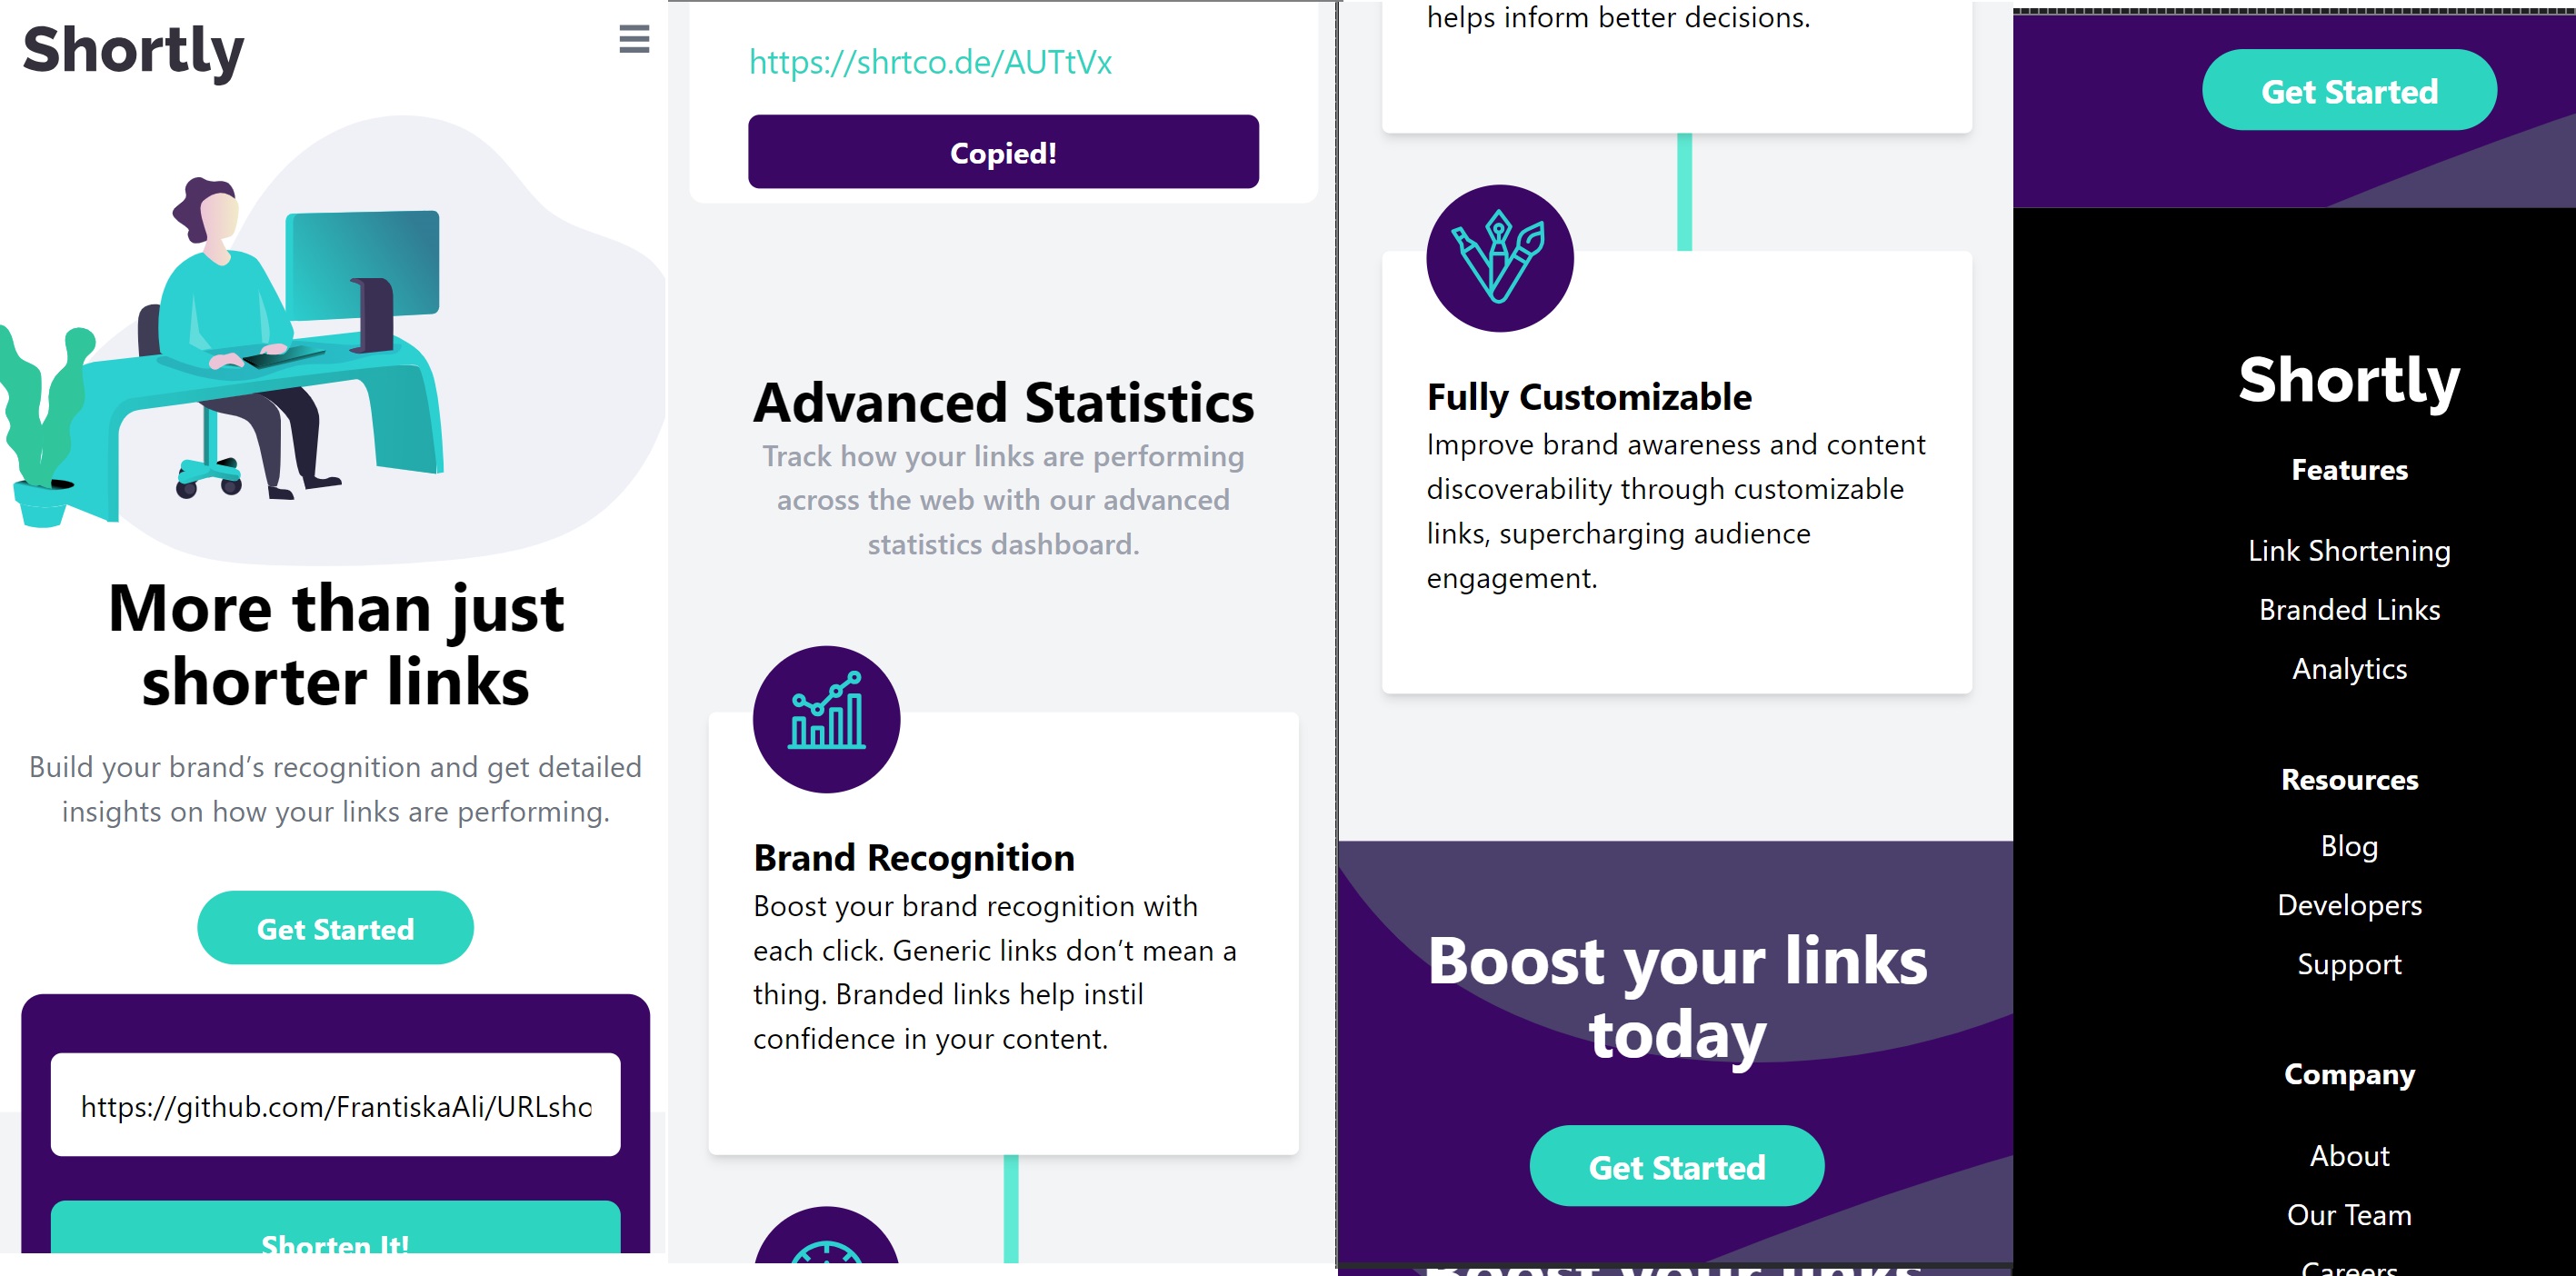 Shortly
More than just
shorter links
Build your brand’s recognition and get detailed
insights on how your links are performing.
Get Started
https://github.com/FrantiskaAli/URLsho
Shorten It!
https://shrtco.de/AUTtVx
Copied!
Advanced Statistics
Track how your links are performing
across the web with our advanced
statistics dashboard.
Brand Recognition
Boost your brand recognition with
each click. Generic links don’t mean a
thing. Branded links help instil
confidence in your content.
helps inform better decisions.
Fully Customizable
Improve brand awareness and content
discoverability through customizable
links, supercharging audience
engagement.
Boost your links
today
Get Started
Boost your links
Get Started
Shortly
Features
Link Shortening
Branded Links
Analytics
Resources
Blog
Developers
Support
Company
About
Our Team
Careers